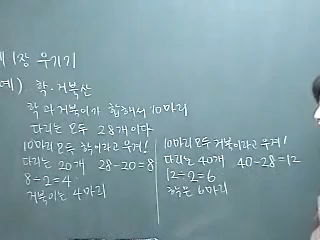 1장 우기기
예) 학·거북산
학과 거북이가 합해서 10마리
다리는 모두 28개이다
10마리 모두 학이라고 우겨!
다리는 20개 28-20=8
8÷2=4
거북이는 4마리
10마리 모두 거북이라고 우겨!
다리는 40개 40-28=12
12÷2=6
학은 6마리